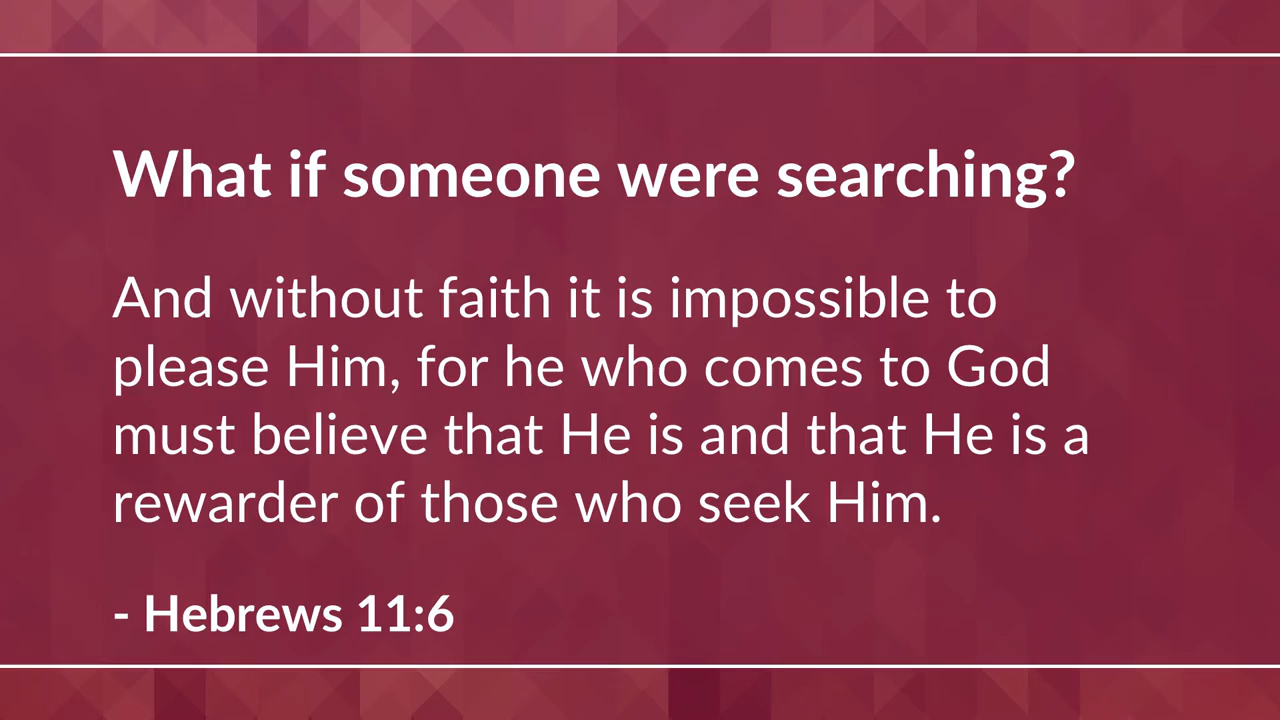 What if someone were searching?
And without faith it is impossible to
please Him, for he who comes to God
must believe that He is and that He is a
rewarder of those who seek Him.
- Hebrews 11:6